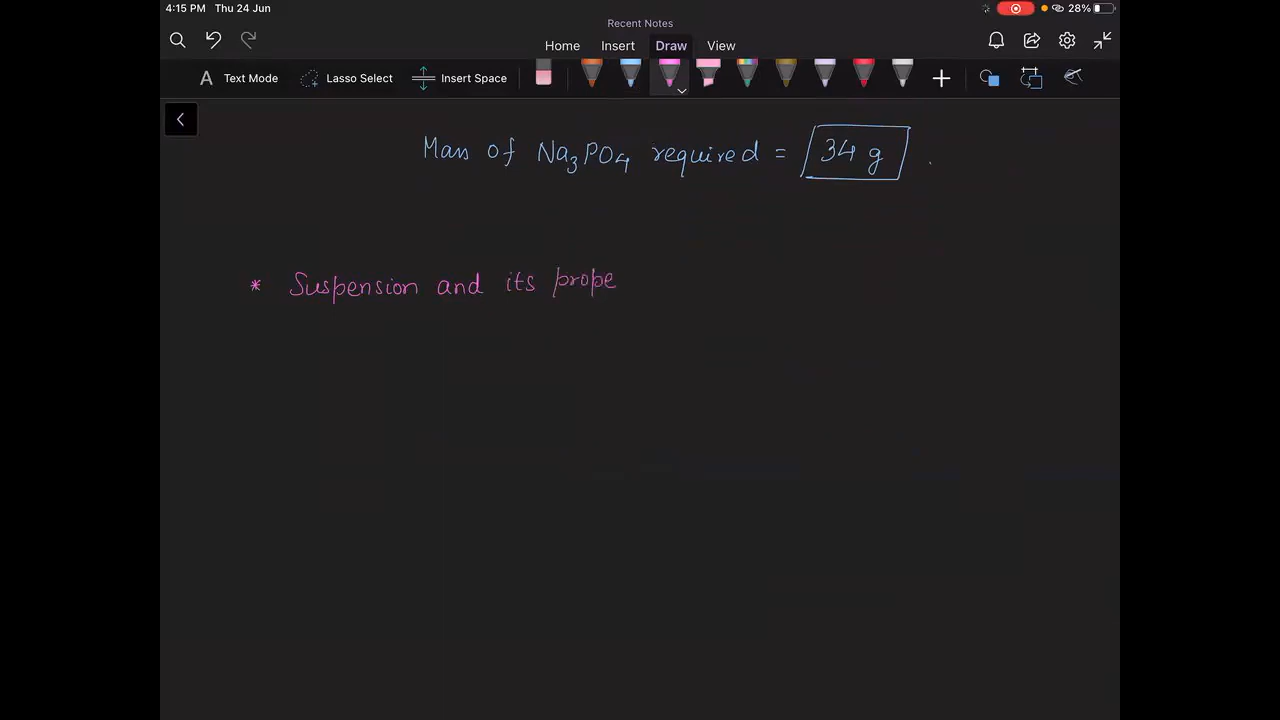 4:15 PM Thu 24 Jun
28%
Recent Notes
Home Insert Draw View
Text Mode Lasso Select Insert Space
Mass of Na₃PO₄ required = 34 g .
* Suspension and its prope